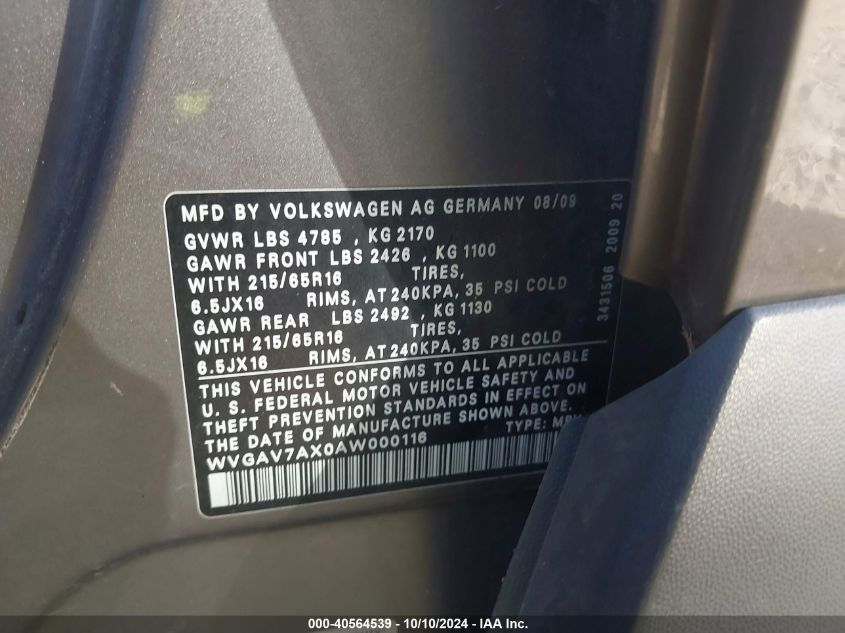 MFD BY VOLKSWAGEN AG GERMANY 08/09
GVWR LBS 4785 , KG 2170
GAWR FRONT LBS 2426 , KG 1100
WITH 215/65R16 TIRES,
6.5JX16 RIMS, AT 240KPA, 35 PSI COLD
GAWR REAR LBS 2492 , KG 1130
WITH 215/65R16 TIRES,
6.5JX16 RIMS, AT 240KPA, 35 PSI COLD
THIS VEHICLE CONFORMS TO ALL APPLICABLE
U. S. FEDERAL MOTOR VEHICLE SAFETY AND
THEFT PREVENTION STANDARDS IN EFFECT ON
THE DATE OF MANUFACTURE SHOWN ABOVE.
WVGAV7AX0AW000116 TYPE:
3431506 2009 20
000-40564539 - 10/10/2024 - IAA Inc.